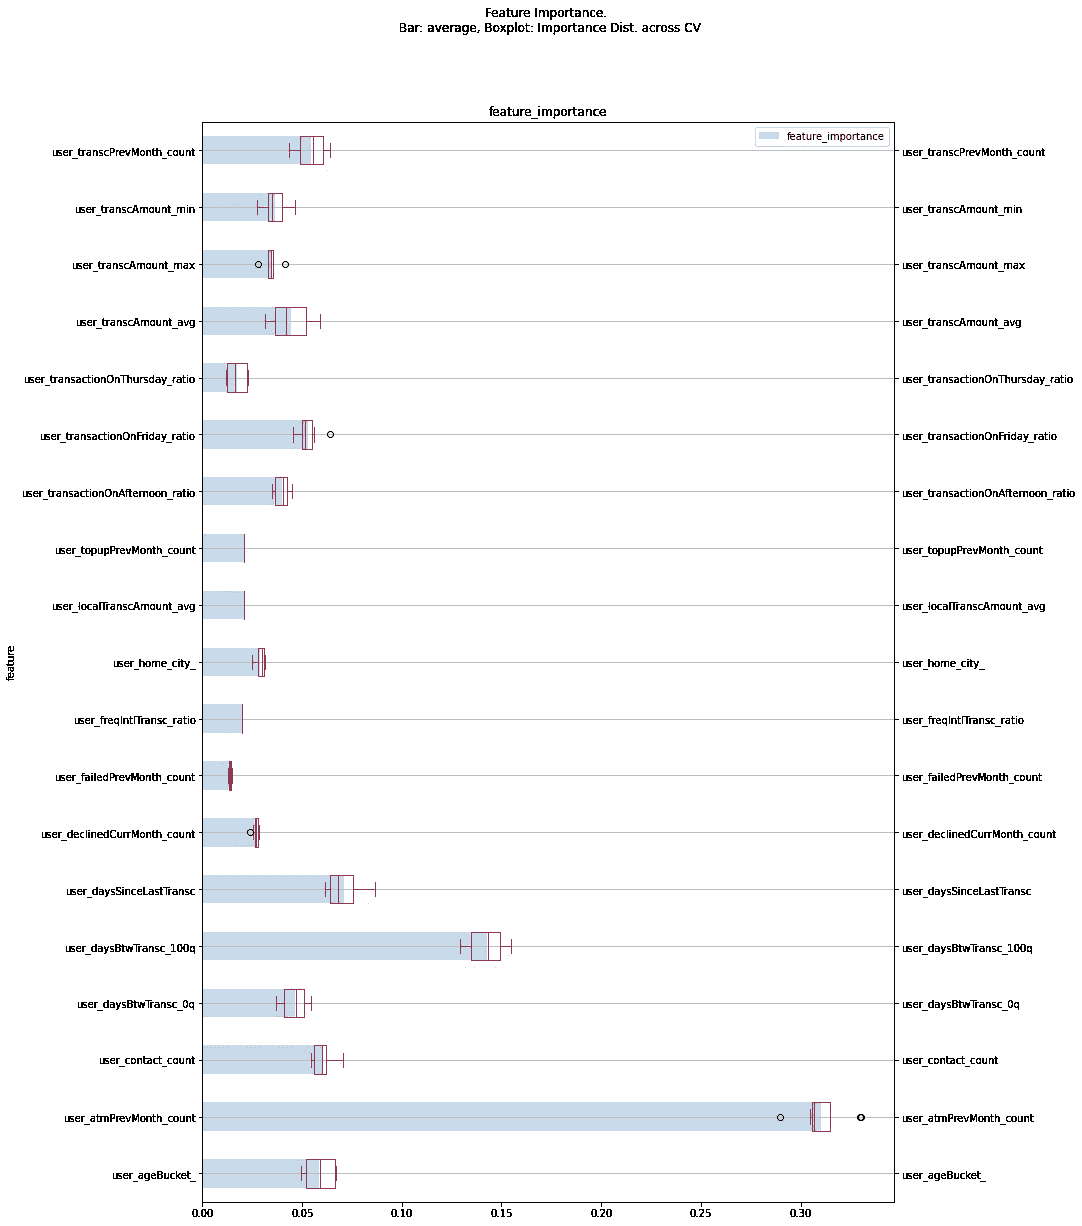 Feature Importance.
Bar: average, Boxplot: Importance Dist. across CV
feature_importance
feature_importance
user_transcPrevMonth_count user_transcPrevMonth_count
user_transcAmount_min user_transcAmount_min
user_transcAmount_max user_transcAmount_max
user_transcAmount_avg user_transcAmount_avg
user_transactionOnThursday_ratio user_transactionOnThursday_ratio
user_transactionOnFriday_ratio user_transactionOnFriday_ratio
user_transactionOnAfternoon_ratio user_transactionOnAfternoon_ratio
user_topupPrevMonth_count user_topupPrevMonth_count
user_localTranscAmount_avg user_localTranscAmount_avg
user_home_city_ user_home_city_
feature
user_freqIntlTransc_ratio user_freqIntlTransc_ratio
user_failedPrevMonth_count user_failedPrevMonth_count
user_declinedCurrMonth_count user_declinedCurrMonth_count
user_daysSinceLastTransc user_daysSinceLastTransc
user_daysBtwTransc_100q user_daysBtwTransc_100q
user_daysBtwTransc_0q user_daysBtwTransc_0q
user_contact_count user_contact_count
user_atmPrevMonth_count user_atmPrevMonth_count
user_ageBucket_ user_ageBucket_
0.00 0.05 0.10 0.15 0.20 0.25 0.30